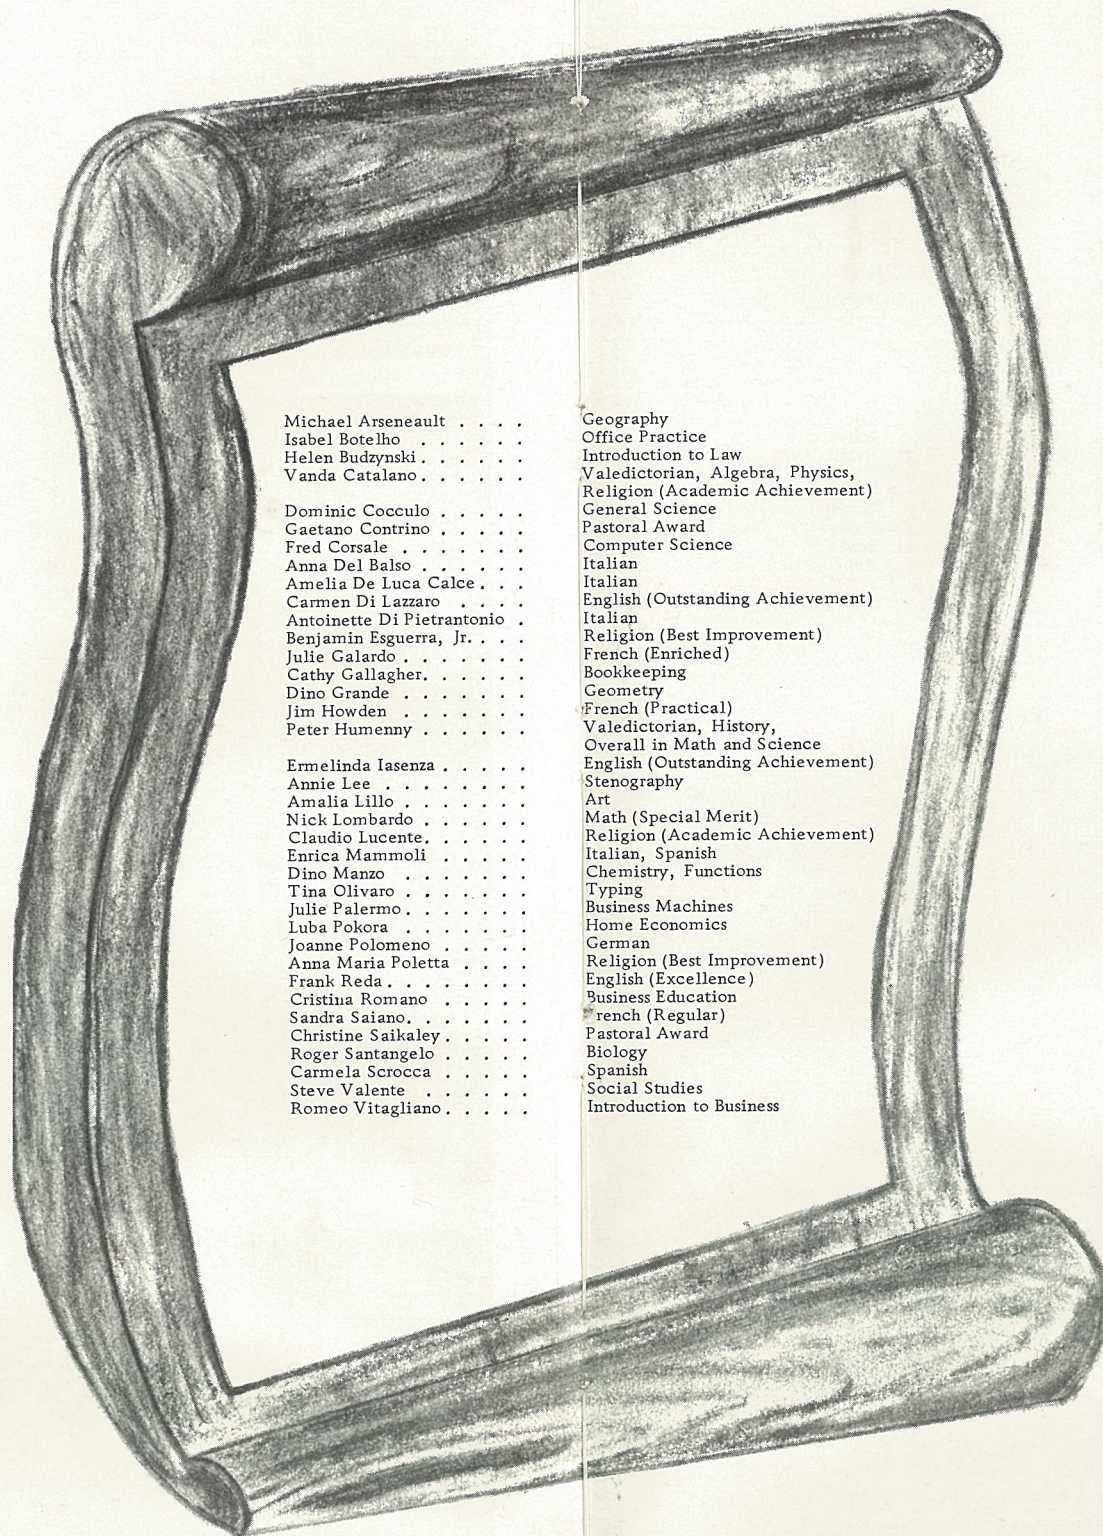 Michael Arseneault . . . . Geography
Isabel Botelho . . . . . . Office Practice
Helen Budzynski . . . . . . Introduction to Law
Vanda Catalano . . . . . . Valedictorian, Algebra, Physics,
Religion (Academic Achievement)
Dominic Cocculo . . . . . General Science
Gaetano Contrino . . . . . Pastoral Award
Fred Corsale . . . . . . . Computer Science
Anna Del Balso . . . . . . Italian
Amelia De Luca Calce . . . Italian
Carmen Di Lazzaro . . . . English (Outstanding Achievement)
Antoinette Di Pietrantonio . Italian
Benjamin Esguerra, Jr. . . . Religion (Best Improvement)
Julie Galardo . . . . . . . French (Enriched)
Cathy Gallagher. . . . . . Bookkeeping
Dino Grande . . . . . . . Geometry
Jim Howden . . . . . . . French (Practical)
Peter Humenny . . . . . . Valedictorian, History,
Overall in Math and Science
Ermelinda Iasenza . . . . . English (Outstanding Achievement)
Annie Lee . . . . . . . . Stenography
Amalia Lillo . . . . . . . Art
Nick Lombardo . . . . . . Math (Special Merit)
Claudio Lucente. . . . . . Religion (Academic Achievement)
Enrica Mammoli . . . . . Italian, Spanish
Dino Manzo . . . . . . . Chemistry, Functions
Tina Olivaro . . . . . . . Typing
Julie Palermo . . . . . . . Business Machines
Luba Pokora . . . . . . . Home Economics
Joanne Polomeno . . . . . German
Anna Maria Poletta . . . . Religion (Best Improvement)
Frank Reda . . . . . . . . English (Excellence)
Cristina Romano . . . . . Business Education
Sandra Saiano. . . . . . . French (Regular)
Christine Saikaley . . . . . Pastoral Award
Roger Santangelo . . . . . Biology
Carmela Scrocca . . . . . Spanish
Steve Valente . . . . . . Social Studies
Romeo Vitagliano . . . . . Introduction to Business